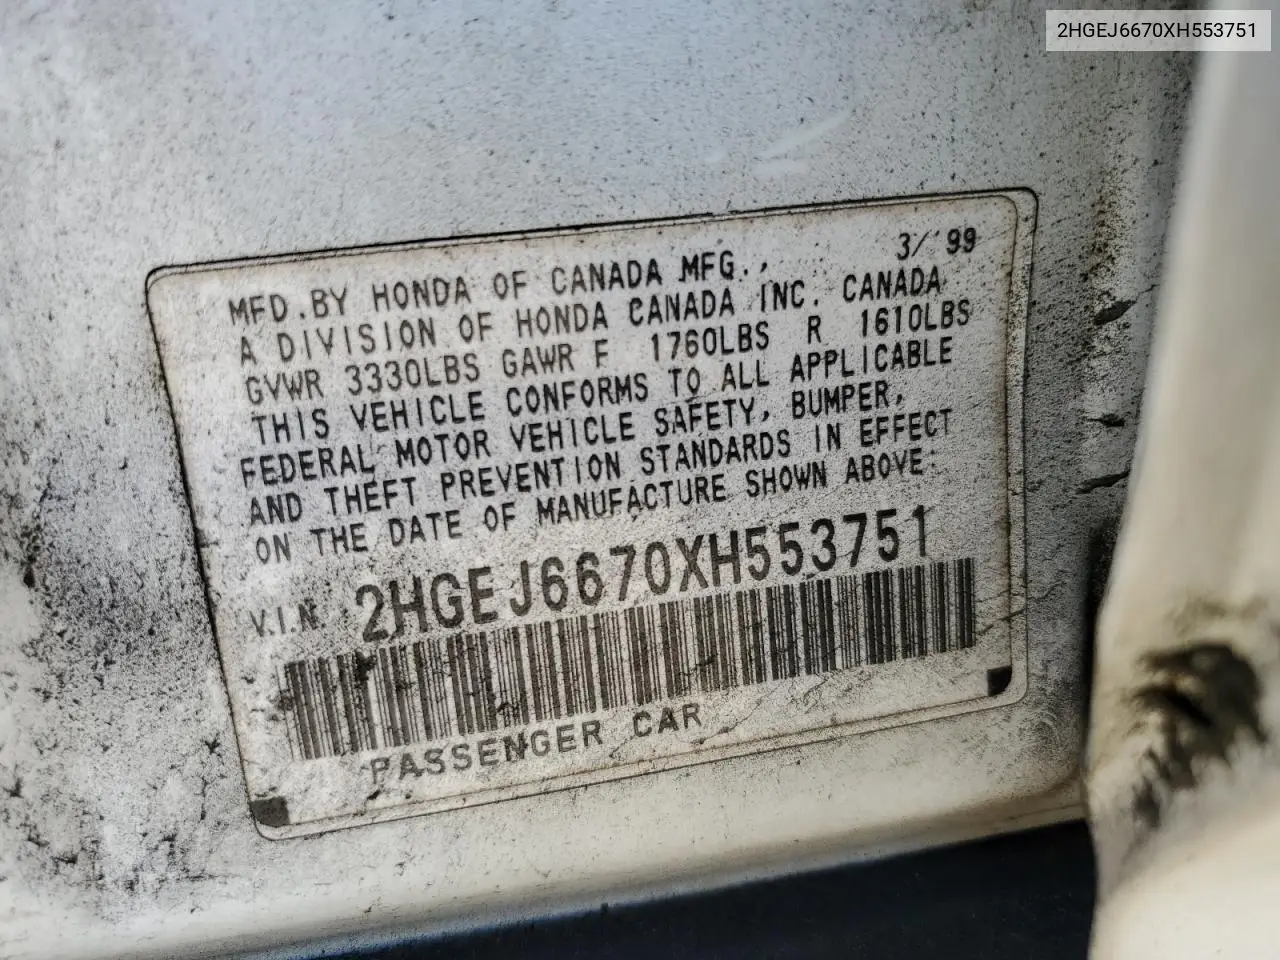 2HGEJ6670XH553751
3/'99
MFD. BY HONDA OF CANADA MFG.,
A DIVISION OF HONDA CANADA INC. CANADA
GVWR 3330LBS GAWR F 1760LBS R 1610LBS
THIS VEHICLE CONFORMS TO ALL APPLICABLE
FEDERAL MOTOR VEHICLE SAFETY, BUMPER,
AND THEFT PREVENTION STANDARDS IN EFFECT
ON THE DATE OF MANUFACTURE SHOWN ABOVE.
V.I.N. 2HGEJ6670XH553751
PASSENGER CAR